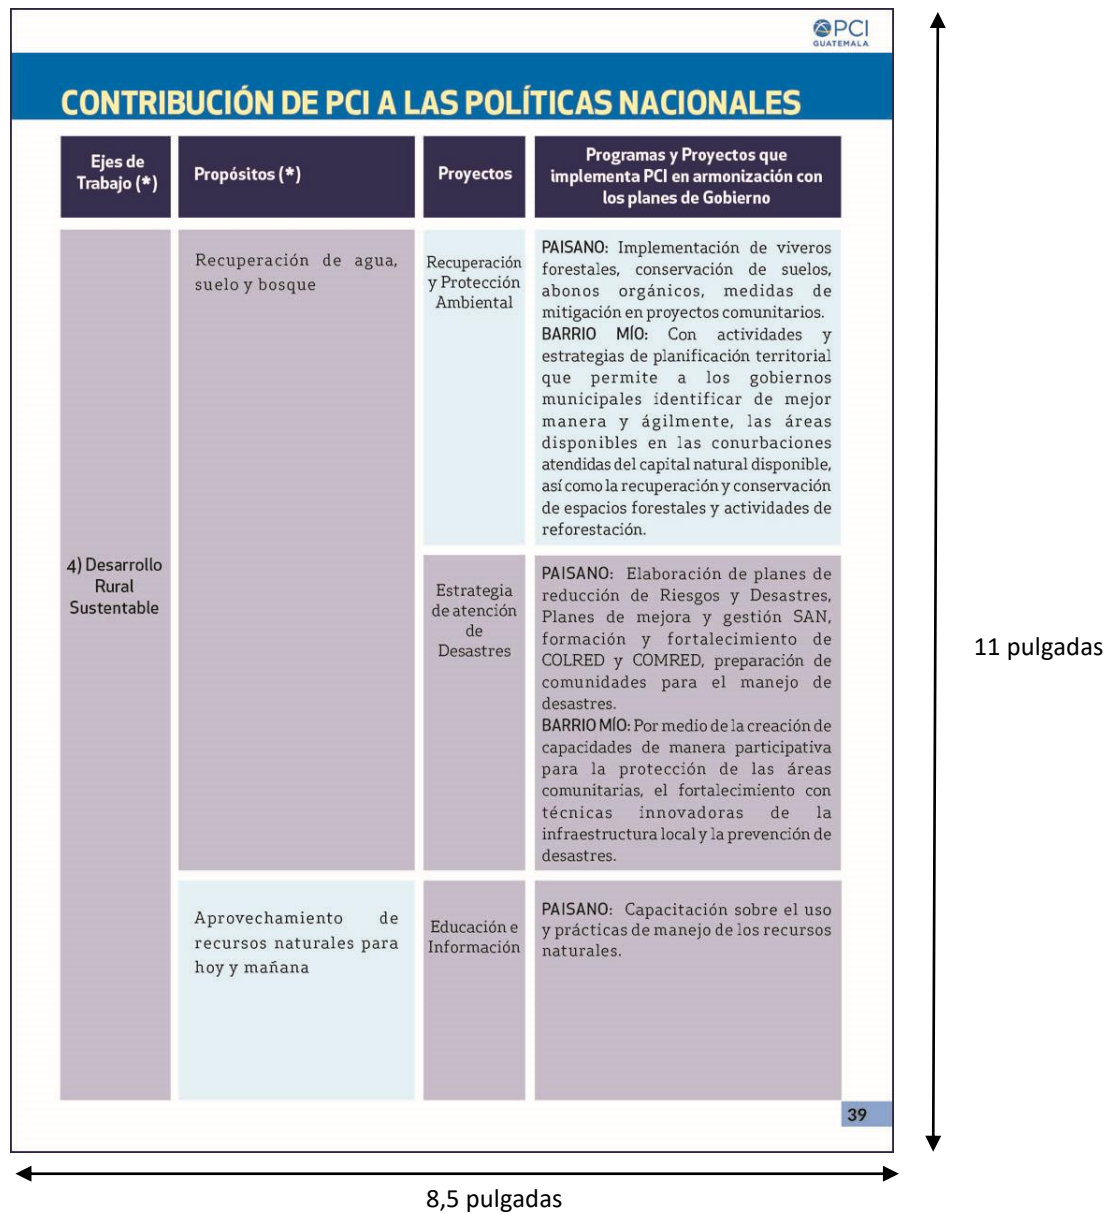 PCI
GUATEMALA
CONTRIBUCIÓN DE PCI A LAS POLÍTICAS NACIONALES
Ejes de
Trabajo (*)
Propósitos (*)
Proyectos
Programas y Proyectos que
implementa PCI en armonización con
los planes de Gobierno
4) Desarrollo
Rural
Sustentable
Recuperación de agua,
suelo y bosque
Recuperación
y Protección
Ambiental
PAISANO: Implementación de viveros
forestales, conservación de suelos,
abonos orgánicos, medidas de
mitigación en proyectos comunitarios.
BARRIO MÍO: Con actividades y
estrategias de planificación territorial
que permite a los gobiernos
municipales identificar de mejor
manera y ágilmente, las áreas
disponibles en las conurbaciones
atendidas del capital natural disponible,
así como la recuperación y conservación
de espacios forestales y actividades de
reforestación.
Estrategia
de atención
de
Desastres
PAISANO: Elaboración de planes de
reducción de Riesgos y Desastres,
Planes de mejora y gestión SAN,
formación y fortalecimiento de
COLRED y COMRED, preparación de
comunidades para el manejo de
desastres.
BARRIO MÍO: Por medio de la creación de
capacidades de manera participativa
para la protección de las áreas
comunitarias, el fortalecimiento con
técnicas innovadoras de la
infraestructura local y la prevención de
desastres.
Aprovechamiento de
recursos naturales para
hoy y mañana
Educación e
Información
PAISANO: Capacitación sobre el uso
y prácticas de manejo de los recursos
naturales.
39
11 pulgadas
8,5 pulgadas